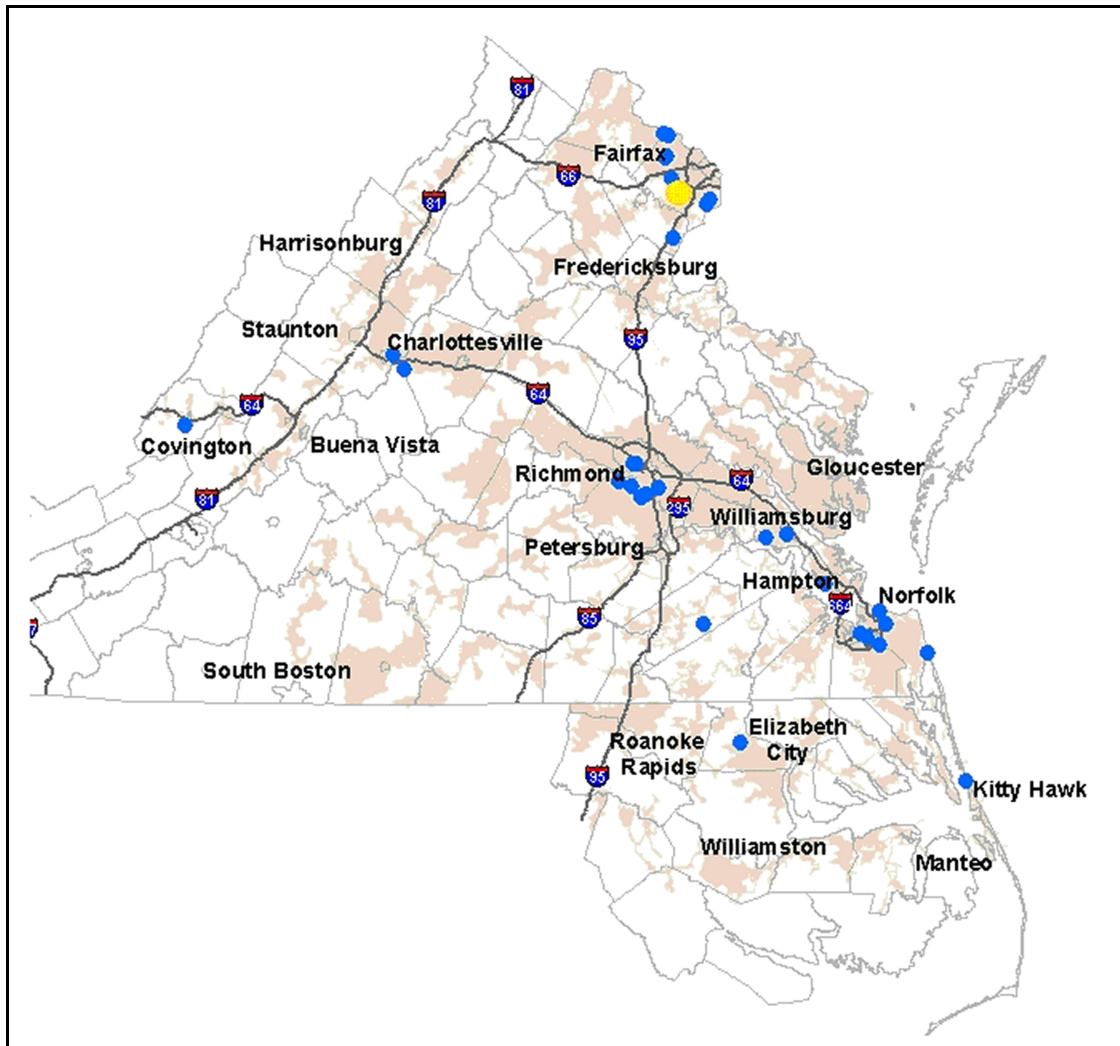 81
Fairfax
66
81
Harrisonburg
Fredericksburg
Staunton
Charlottesville
95
64
64
Covington
Buena Vista
Gloucester
Richmond
64
81
295
Williamsburg
Petersburg
Hampton
Norfolk
664
85
South Boston
Elizabeth
City
Roanoke
Rapids
95
Kitty Hawk
Williamston
Manteo